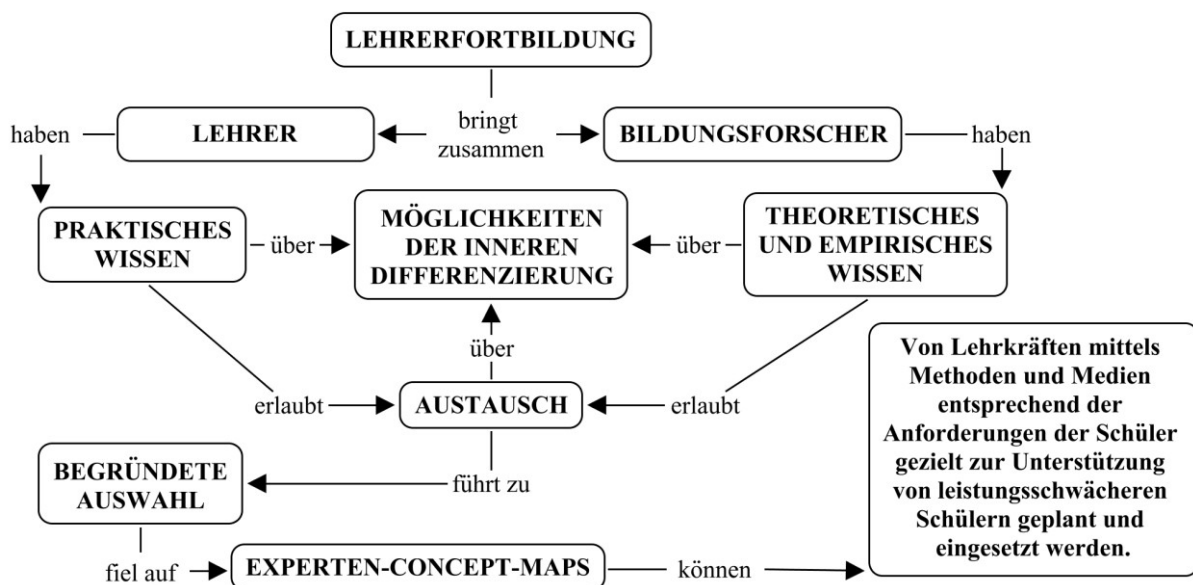 LEHRERFORTBILDUNG
haben
LEHRER
bringt
zusammen
BILDUNGSFORSCHER
haben
PRAKTISCHES
WISSEN
über
MÖGLICHKEITEN
DER INNEREN
DIFFERENZIERUNG
über
THEORETISCHES
UND EMPIRISCHES
WISSEN
über
erlaubt
AUSTAUSCH
erlaubt
Von Lehrkräften mittels
Methoden und Medien
entsprechend der
Anforderungen der Schüler
gezielt zur Unterstützung
von leistungsschwächeren
Schülern geplant und
eingesetzt werden.
BEGRÜNDETE
AUSWAHL
führt zu
fiel auf
EXPERTEN-CONCEPT-MAPS
können